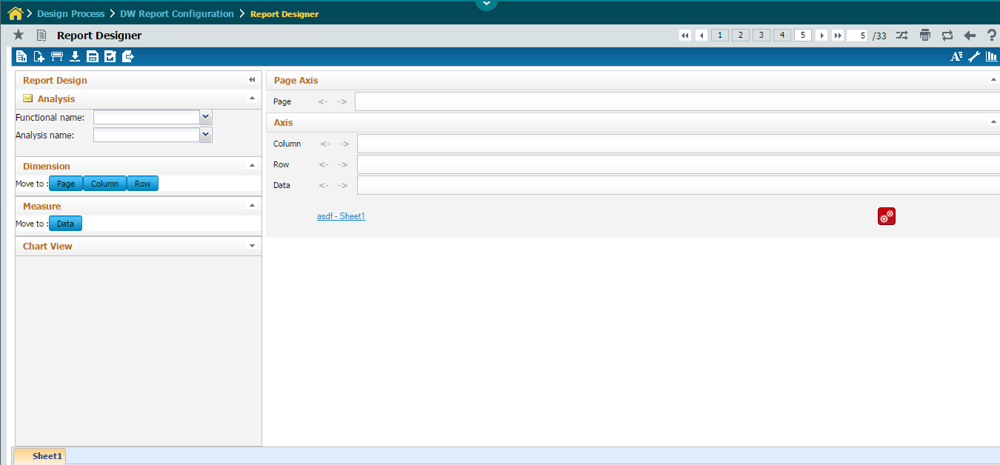 Design Process > DW Report Configuration > Report Designer
Report Designer
1 2 3 4 5 5 /33
Report Design
Analysis
Functional name:
Analysis name:
Dimension
Move to : Page Column Row
Measure
Move to : Data
Chart View
Page Axis
Page <- ->
Axis
Column <- ->
Row <- ->
Data <- ->
asdf - Sheet1
Sheet1